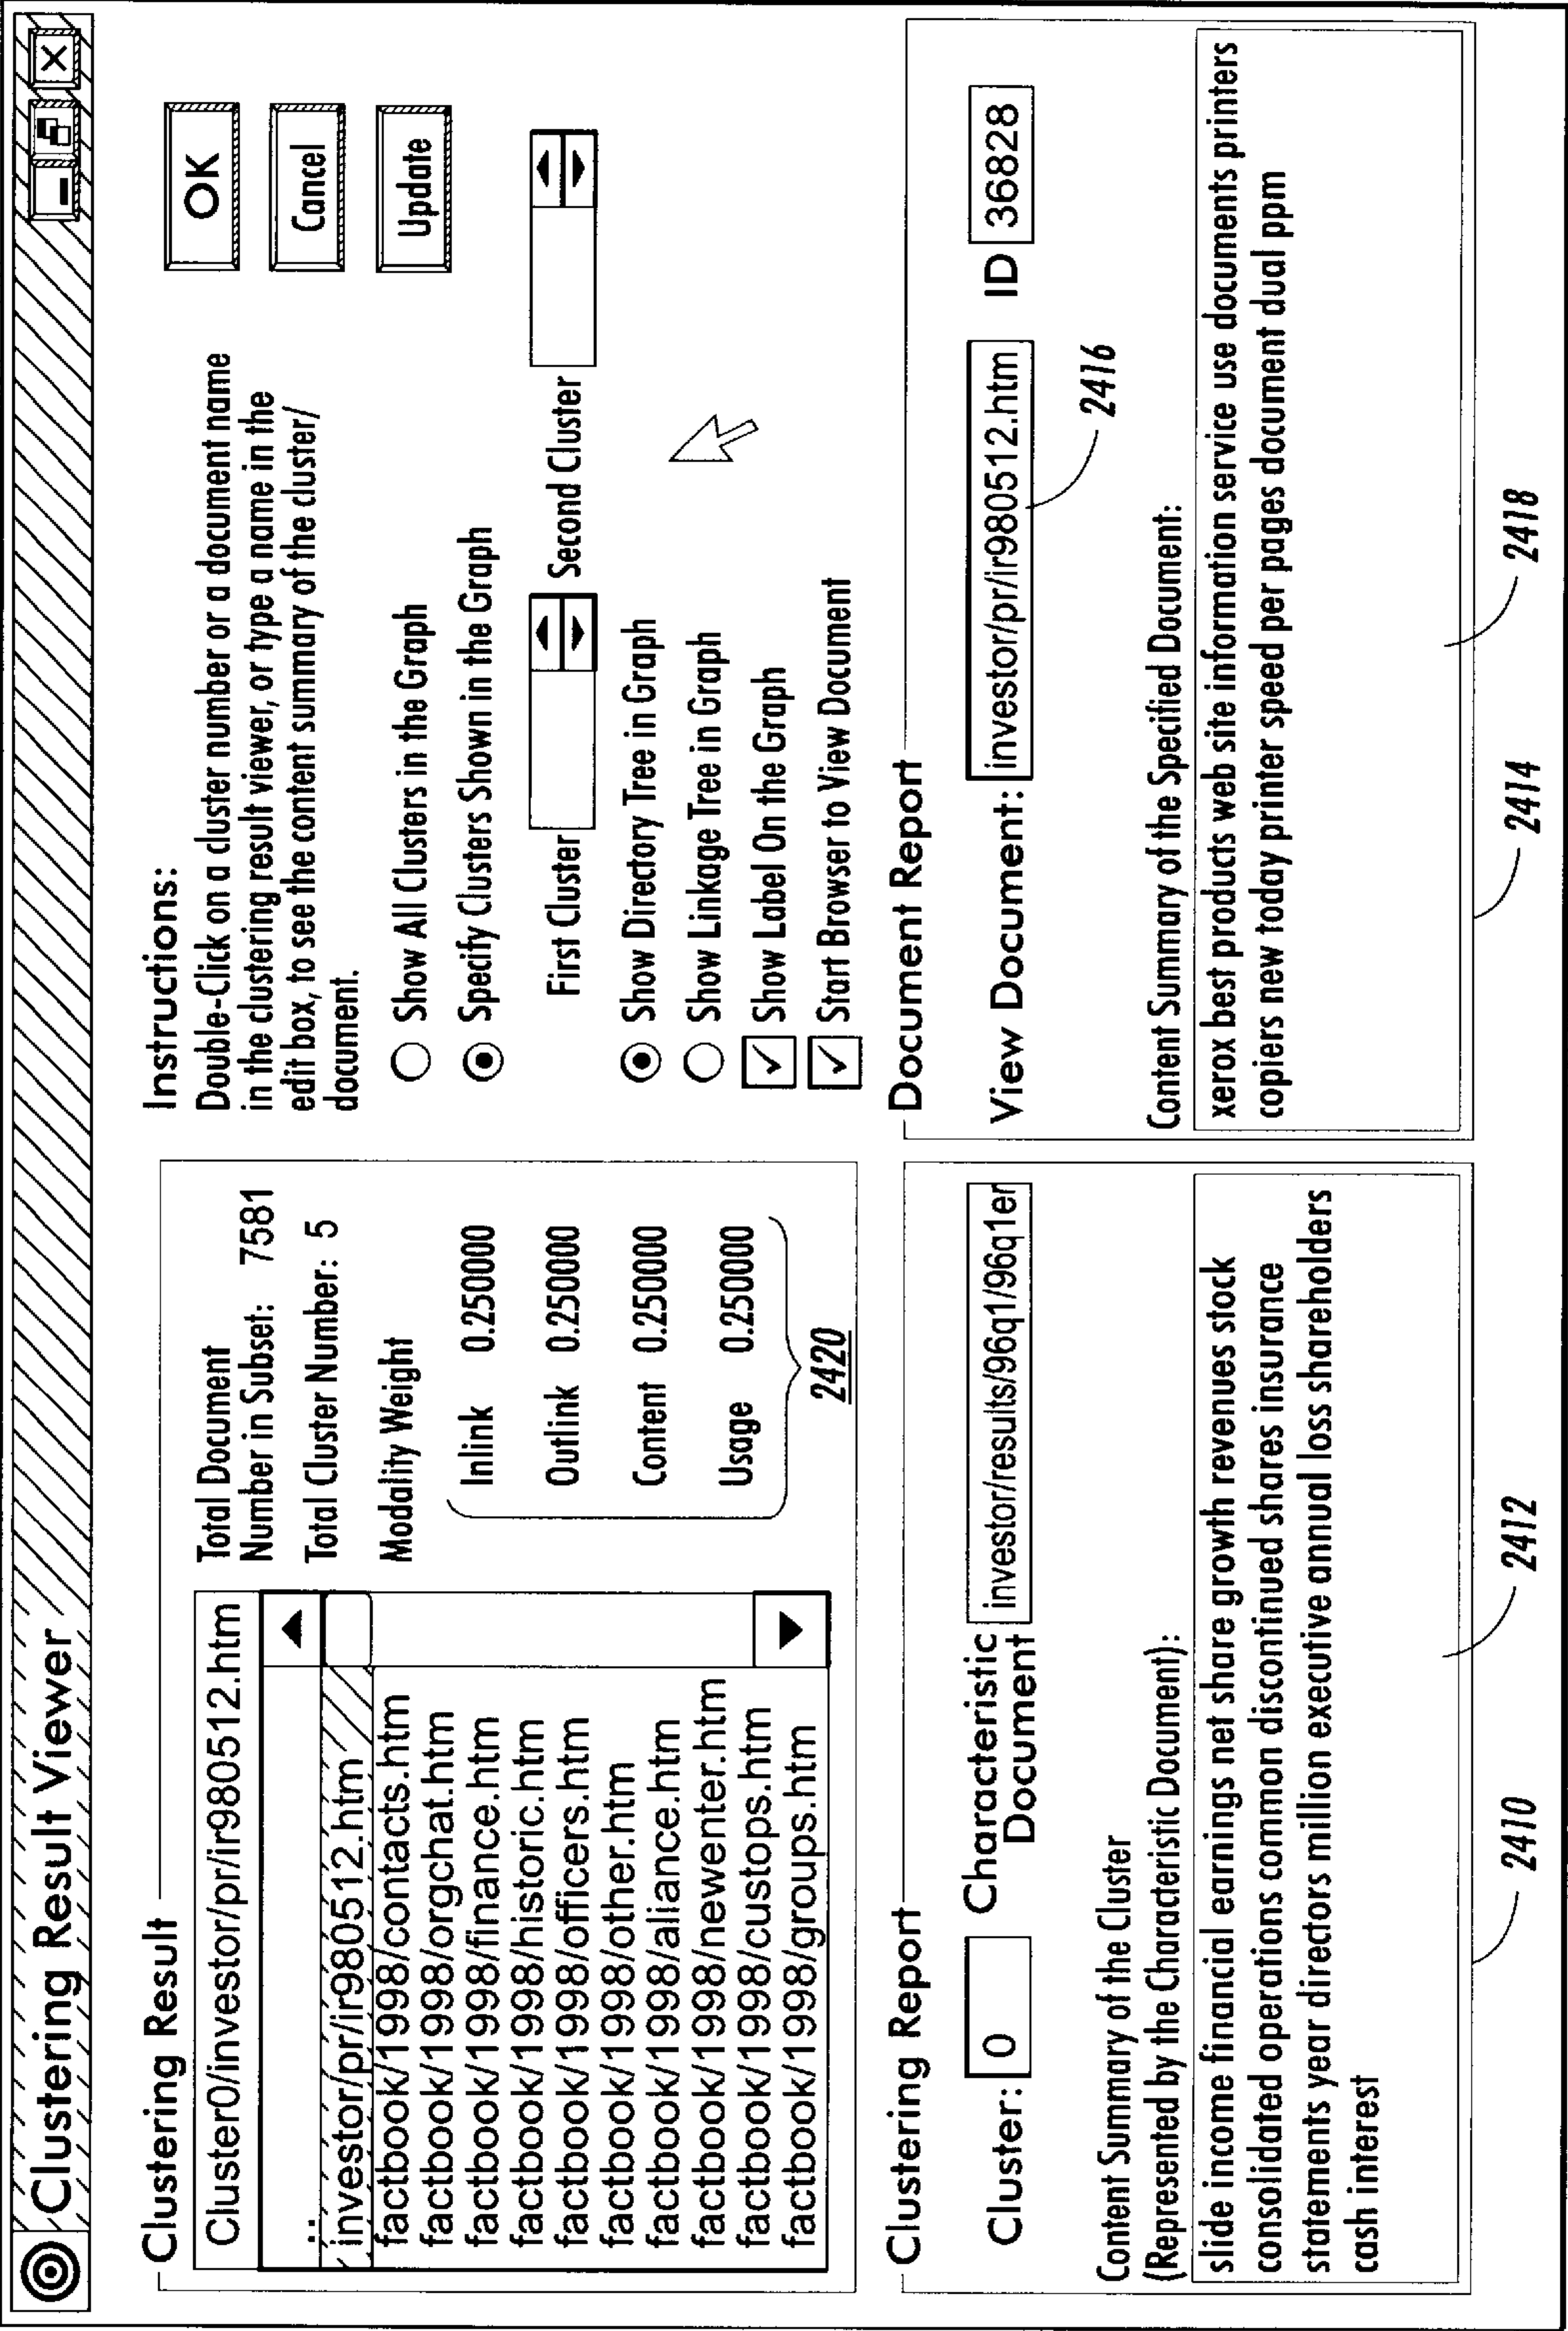 Clustering Result Viewer
Clustering Result
Cluster0/investor/pr/ir980512.htm
..
investor/pr/ir980512.htm
factbook/1998/contacts.htm
factbook/1998/orgchat.htm
factbook/1998/finance.htm
factbook/1998/historic.htm
factbook/1998/officers.htm
factbook/1998/other.htm
factbook/1998/aliance.htm
factbook/1998/newenter.htm
factbook/1998/custops.htm
factbook/1998/groups.htm
Total Document
Number in Subset: 7581
Total Cluster Number: 5
Modality Weight
Inlink 0.250000
Outlink 0.250000
Content 0.250000
Usage 0.250000
2420
Instructions:
Double-Click on a cluster number or a document name
in the clustering result viewer, or type a name in the
edit box, to see the content summary of the cluster/
document.
OK
Cancel
Update
Show All Clusters in the Graph
Specify Clusters Shown in the Graph
First Cluster Second Cluster
Show Directory Tree in Graph
Show Linkage Tree in Graph
Show Label On the Graph
Start Browser to View Document
Clustering Report
Cluster: 0 Characteristic
Document investor/results/96q1/96q1er
Content Summary of the Cluster
(Represented by the Characteristic Document):
slide income financial earnings net share growth revenues stock
consolidated operations common discontinued shares insurance
statements year directors million executive annual loss shareholders
cash interest
2410
2412
Document Report
View Document: investor/pr/ir980512.htm ID 36828
2416
Content Summary of the Specified Document:
xerox best products web site information service use documents printers
copiers new today printer speed per pages document dual ppm
2414
2418